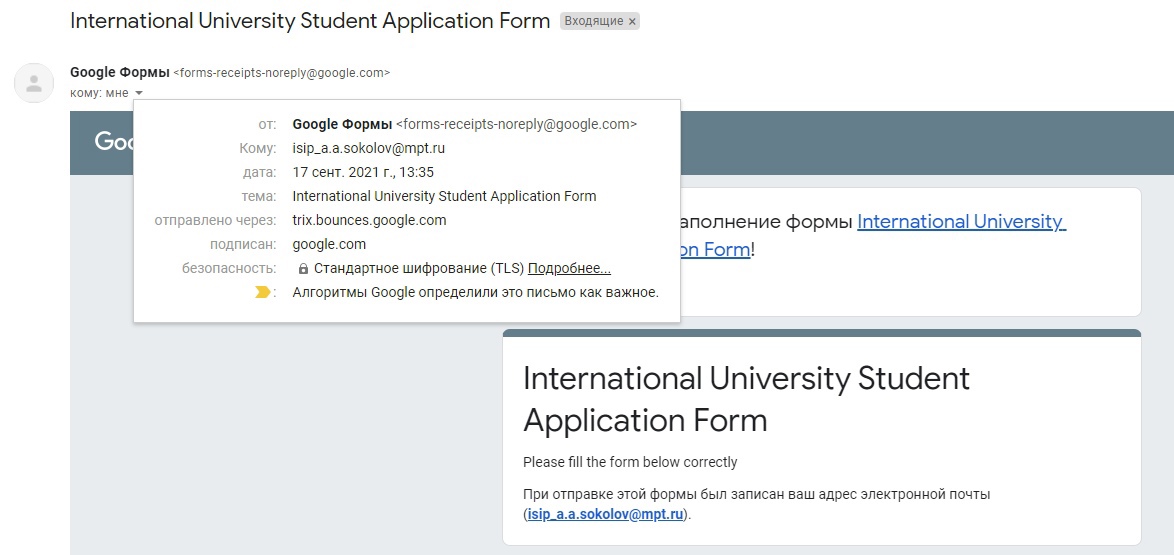 International University Student Application Form Входящие ×
Google Формы <forms-receipts-noreply@google.com>
кому: мне
от: Google Формы <forms-receipts-noreply@google.com>
Кому: isip_a.a.sokolov@mpt.ru
дата: 17 сент. 2021 г., 13:35
тема: International University Student Application Form
отправлено через: trix.bounces.google.com
подписан: google.com
безопасность: Стандартное шифрование (TLS) Подробнее...
: Алгоритмы Google определили это письмо как важное.
аполнение формы International University
on Form!
International University Student
Application Form
Please fill the form below correctly
При отправке этой формы был записан ваш адрес электронной почты
(isip_a.a.sokolov@mpt.ru).